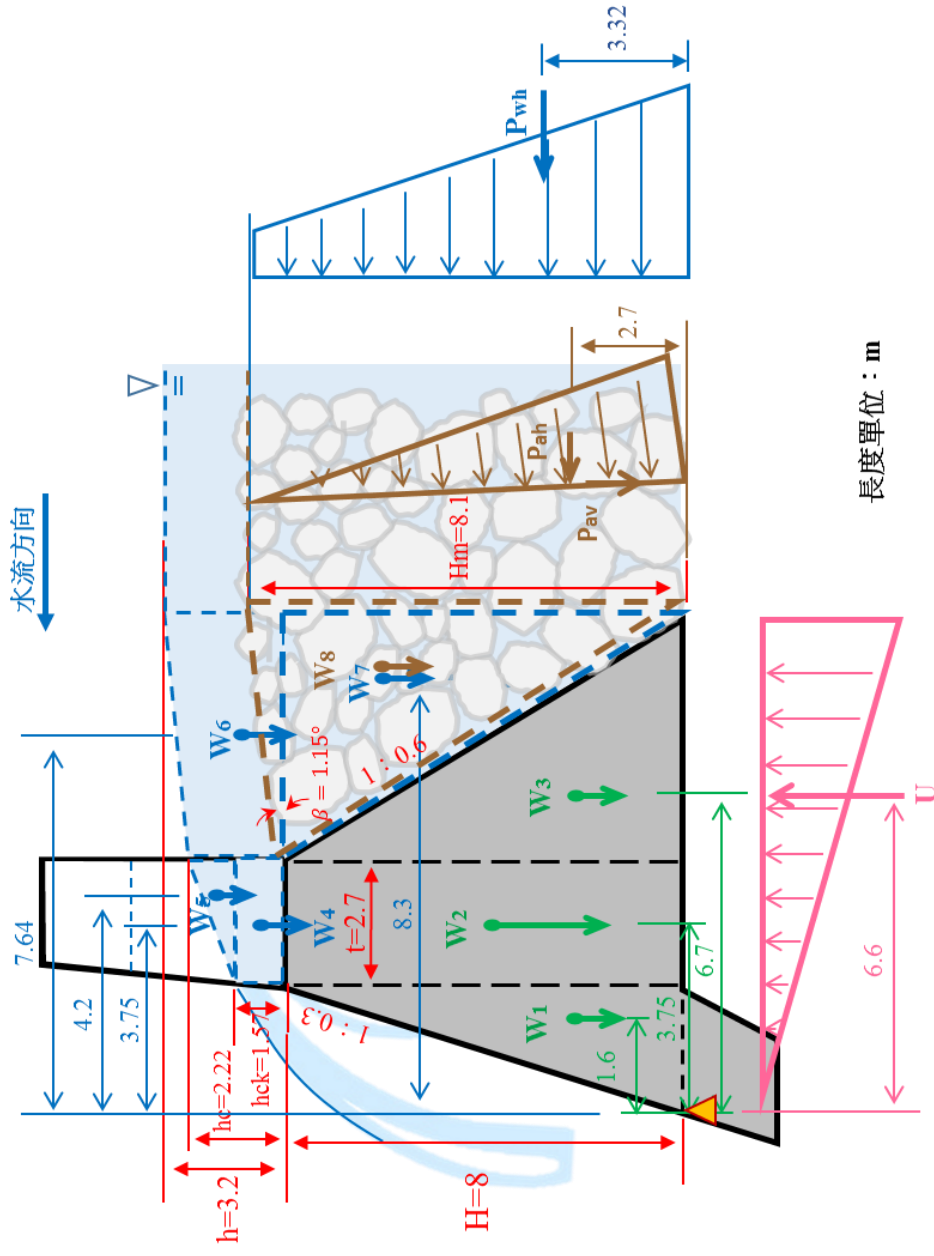 水流方向
∇
=
7.64
4.2
3.75
h=3.2
hc=2.22
hck=1.571
H=8
1：0.3
t=2.7
W₅
W₄
W₆
W₇
W₈
β = 1.15°
1：0.6
8.3
W₁
W₂
W₃
1.6
3.75
6.7
Hm=8.1
Pah
Pav
2.7
Pwh
3.32
U
6.6
長度單位：m